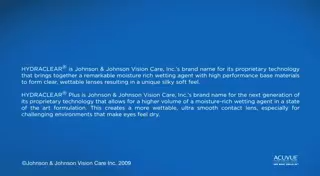 HYDRACLEAR® is Johnson & Johnson Vision Care, Inc.'s brand name for its proprietary technology
that brings together a remarkable moisture rich wetting agent with high performance base materials
to form clear, wettable lenses resulting in a unique silky soft feel.
HYDRACLEAR® Plus is Johnson & Johnson Vision Care, Inc.'s brand name for the next generation of
its proprietary technology that allows for a higher volume of a moisture-rich wetting agent in a state
of the art formulation. This creates a more wettable, ultra smooth contact lens, especially for
challenging environments that make eyes feel dry.
©Johnson & Johnson Vision Care Inc. 2009
ACUVUE